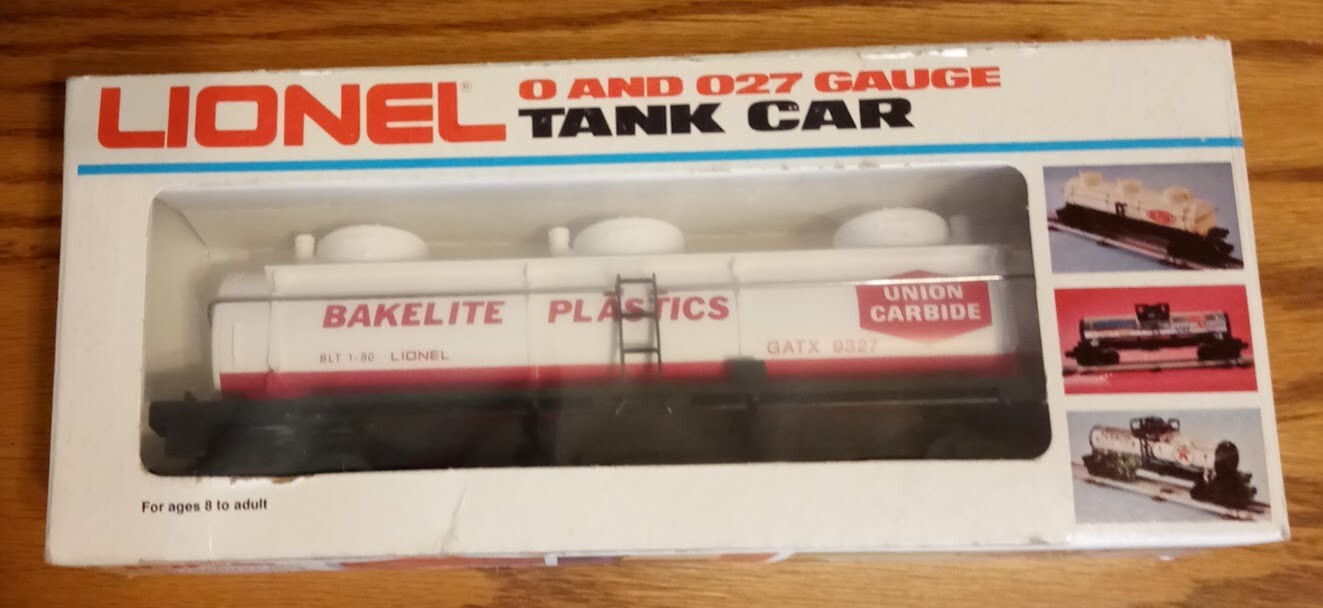 LIONEL®
O AND O27 GAUGE
TANK CAR
BAKELITE PLASTICS
UNION
CARBIDE
BLT 1-80 LIONEL
GATX 9327
For ages 8 to adult